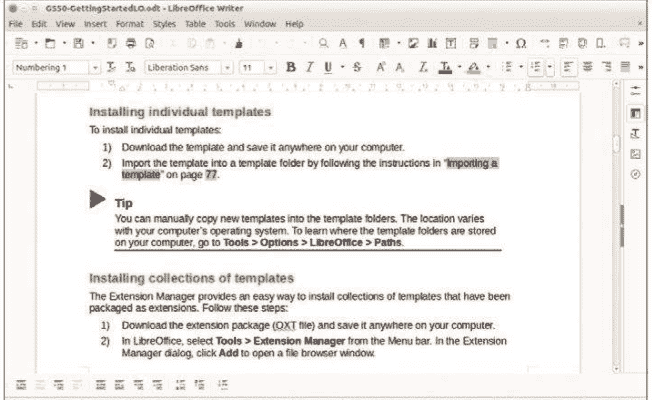 GS50-GettingStartedLO.odt - LibreOffice Writer
File Edit View Insert Format Styles Table Tools Window Help
Numbering 1 Liberation Sans 11 B I U S
Installing individual templates
To install individual templates:
1) Download the template and save it anywhere on your computer.
2) Import the template into a template folder by following the instructions in "Importing a
template" on page 77.
Tip
You can manually copy new templates into the template folders. The location varies
with your computer's operating system. To learn where the template folders are stored
on your computer, go to Tools > Options > LibreOffice > Paths.
Installing collections of templates
The Extension Manager provides an easy way to install collections of templates that have been
packaged as extensions. Follow these steps:
1) Download the extension package (OXT file) and save it anywhere on your computer.
2) In LibreOffice, select Tools > Extension Manager from the Menu bar. In the Extension
Manager dialog, click Add to open a file browser window.